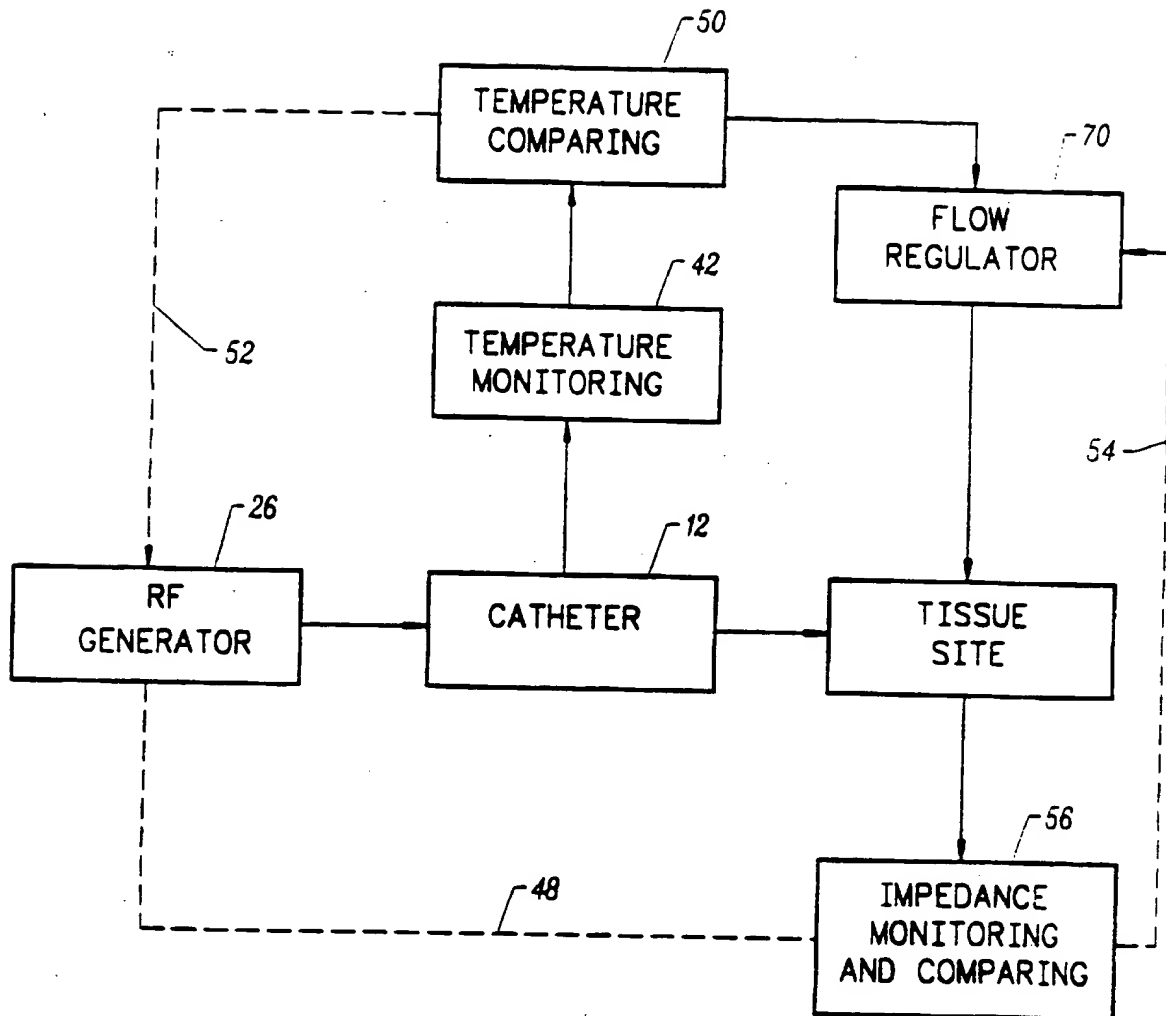 50
TEMPERATURE
COMPARING
70
FLOW
REGULATOR
42
TEMPERATURE
MONITORING
52
54
26
RF
GENERATOR
12
CATHETER
TISSUE
SITE
56
IMPEDANCE
MONITORING
AND COMPARING
48